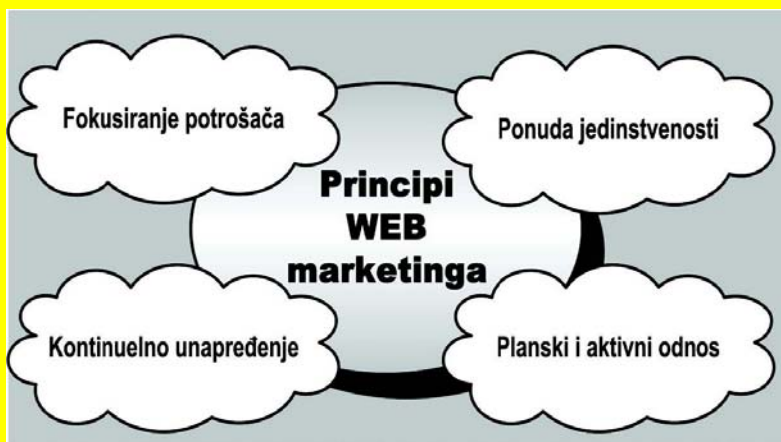 Fokusiranje potrošača
Ponuda jedinstvenosti
Principi
WEB
marketinga
Kontinuelno unapređenje
Planski i aktivni odnos